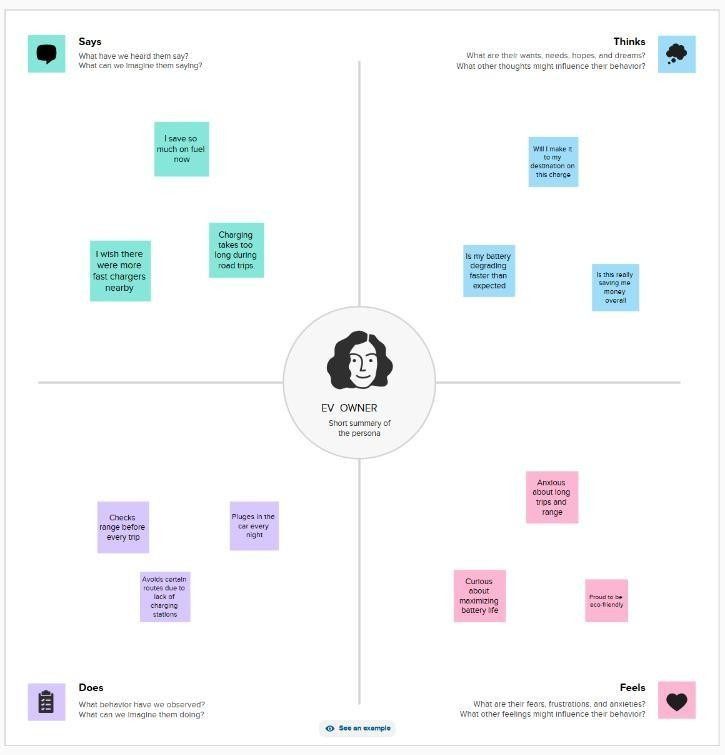 Says
What have we heard them say?
What can we imagine them saying?
Thinks
What are their wants, needs, hopes, and dreams?
What other thoughts might influence their behavior?
I save so
much on fuel
now
Will I make it
to my
destination on
this charge
I wish there
were more
fast chargers
nearby
Charging
takes too
long during
road trips.
Is my battery
degrading
faster than
expected
Is this really
saving me
money
overall
EV OWNER
Short summary of
the persona
Checks
range before
every trip
Pluges in the
car every
night
Avoids certain
routes due to
lack of
charging
stations
Anxious
about long
trips and
range
Curious
about
maximizing
battery life
Proud to be
eco-friendly
Does
What behavior have we observed?
What can we imagine them doing?
Feels
What are their fears, frustrations, and anxieties?
What other feelings might influence their behavior?
See an example